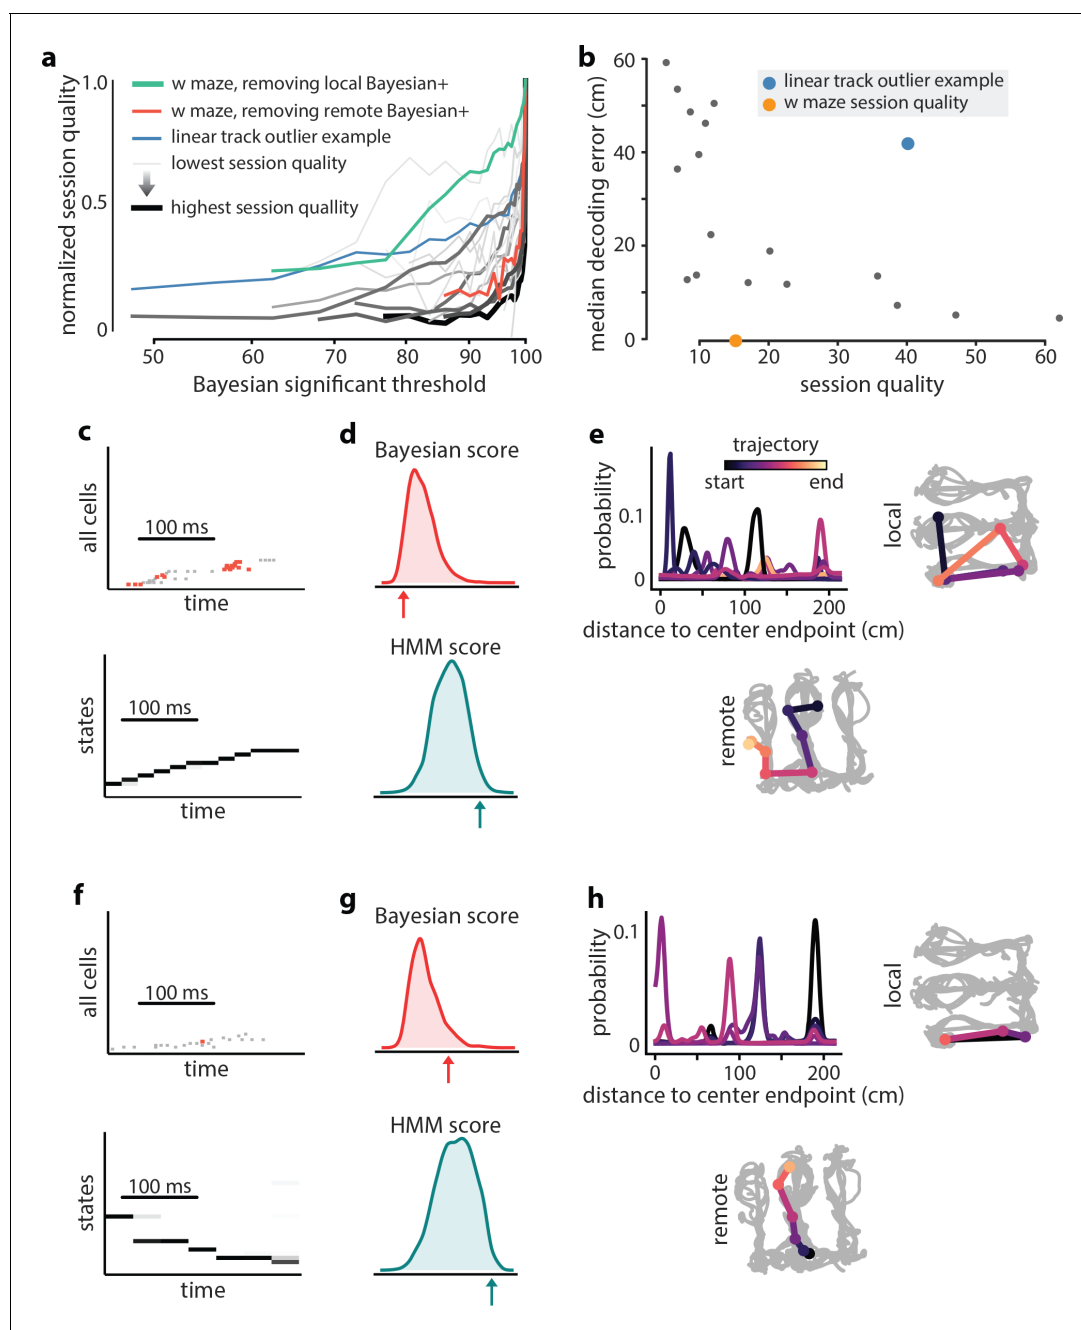 a
normalized session quality
1.0
0.5
0
w maze, removing local Bayesian+
w maze, removing remote Bayesian+
linear track outlier example
lowest session quality
highest session quallity
50
60
70
80
90
100
Bayesian significant threshold
b
median decoding error (cm)
60
40
20
0
linear track outlier example
w maze session quality
10
20
30
40
50
60
session quality
c
all cells
100 ms
time
states
100 ms
time
d
Bayesian score
HMM score
e
probability
0.1
0
trajectory
start
end
0
100
200
distance to center endpoint (cm)
local
remote
f
all cells
100 ms
time
states
100 ms
time
g
Bayesian score
HMM score
h
probability
0.1
0
0
100
200
distance to center endpoint (cm)
local
remote